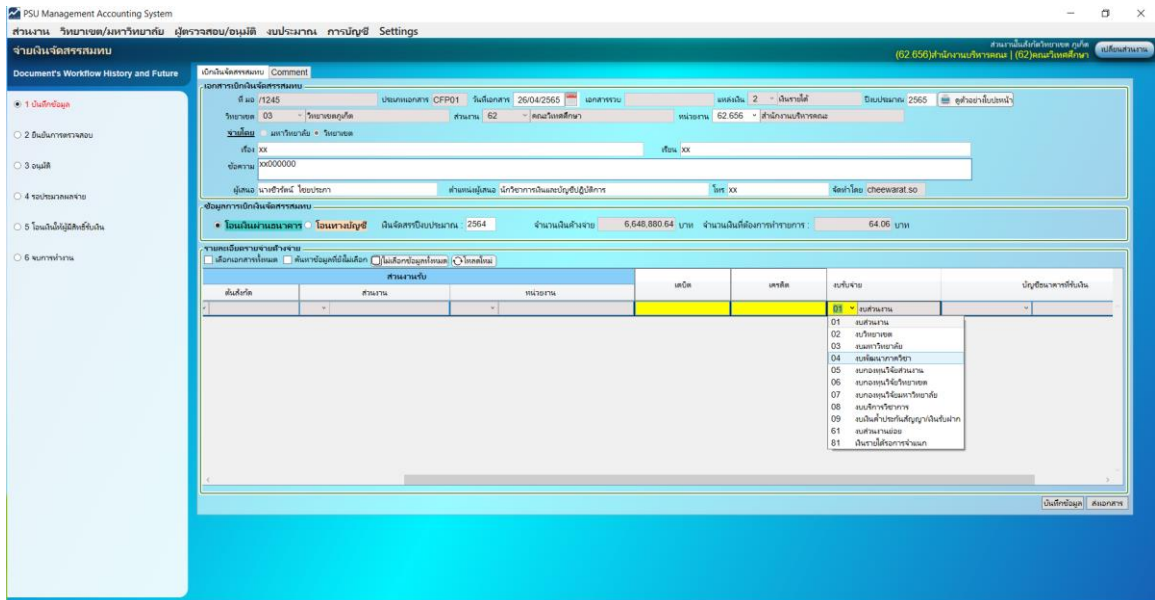 PSU Management Accounting System
ส่วนงาน วิทยาเขต/มหาวิทยาลัย ผู้ตรวจสอบ/อนุมัติ งบประมาณ การบัญชี Settings
จ่ายเงินจัดสรรสมทบ
ส่วนงานในสังกัดวิทยาเขต ภูเก็ต
(62.656)สำนักงานบริหารคณะ | (62)คณะวิเทศศึกษา
เปลี่ยนส่วนงาน
Document's Workflow History and Future
1 บันทึกข้อมูล
2 ยืนยันการตรวจสอบ
3 อนุมัติ
4 รอประมวลผลจ่าย
5 โอนเงินให้ผู้มีสิทธิ์รับเงิน
6 จบการทำงาน
เบิกเงินจัดสรรสมทบ Comment
เอกสารเบิกเงินจัดสรรสมทบ
ที่ มอ /1245 ประเภทเอกสาร CFP01 วันที่เอกสาร 26/04/2565 เอกสารรวม แหล่งเงิน 2 - เงินรายได้ ปีงบประมาณ 2565 ดูตัวอย่างใบปะหน้า
วิทยาเขต 03 วิทยาเขตภูเก็ต ส่วนงาน 62 คณะวิเทศศึกษา หน่วยงาน 62.656 สำนักงานบริหารคณะ
จ่ายโดย มหาวิทยาลัย วิทยาเขต
เรื่อง xx เรียน xx
ข้อความ xx000000
ผู้เสนอ นางชีวรัตน์ ไชยประกา ตำแหน่งผู้เสนอ นักวิชาการเงินและบัญชีปฏิบัติการ โทร xx จัดทำโดย cheewarat.so
ข้อมูลการเบิกเงินจัดสรรสมทบ
โอนเงินผ่านธนาคาร โอนทางบัญชี เงินจัดสรรปีงบประมาณ : 2564 จำนวนเงินค้างจ่าย 6,648,880.64 บาท จำนวนเงินที่ต้องการทำรายการ : 64.06 บาท
รายละเอียดรายจ่ายค้างจ่าย
เลือกเอกสารทั้งหมด ค้นหาข้อมูลที่ยังไม่เลือก ไม่เลือกข้อมูลทั้งหมด โหลดใหม่
ส่วนงานรับ
เดบิต เครดิต งบรับจ่าย บัญชีธนาคารที่รับเงิน
ต้นสังกัด ส่วนงาน หน่วยงาน
01 งบส่วนงาน
01 งบส่วนงาน
02 งบวิทยาเขต
03 งบมหาวิทยาลัย
04 งบพัฒนาภาควิชา
05 งบกองทุนวิจัยส่วนงาน
06 งบกองทุนวิจัยวิทยาเขต
07 งบกองทุนวิจัยมหาวิทยาลัย
08 งบบริการวิชาการ
09 งบเงินค้ำประกันสัญญา/เงินรับฝาก
61 งบส่วนงานย่อย
81 เงินรายได้รอการจำแนก
บันทึกข้อมูล ส่งเอกสาร